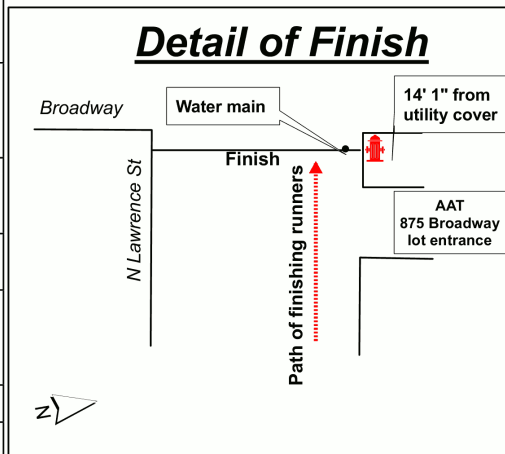 Detail of Finish
Broadway
Water main
14' 1" from
utility cover
Finish
N Lawrence St
Path of finishing runners
AAT
875 Broadway
lot entrance
N